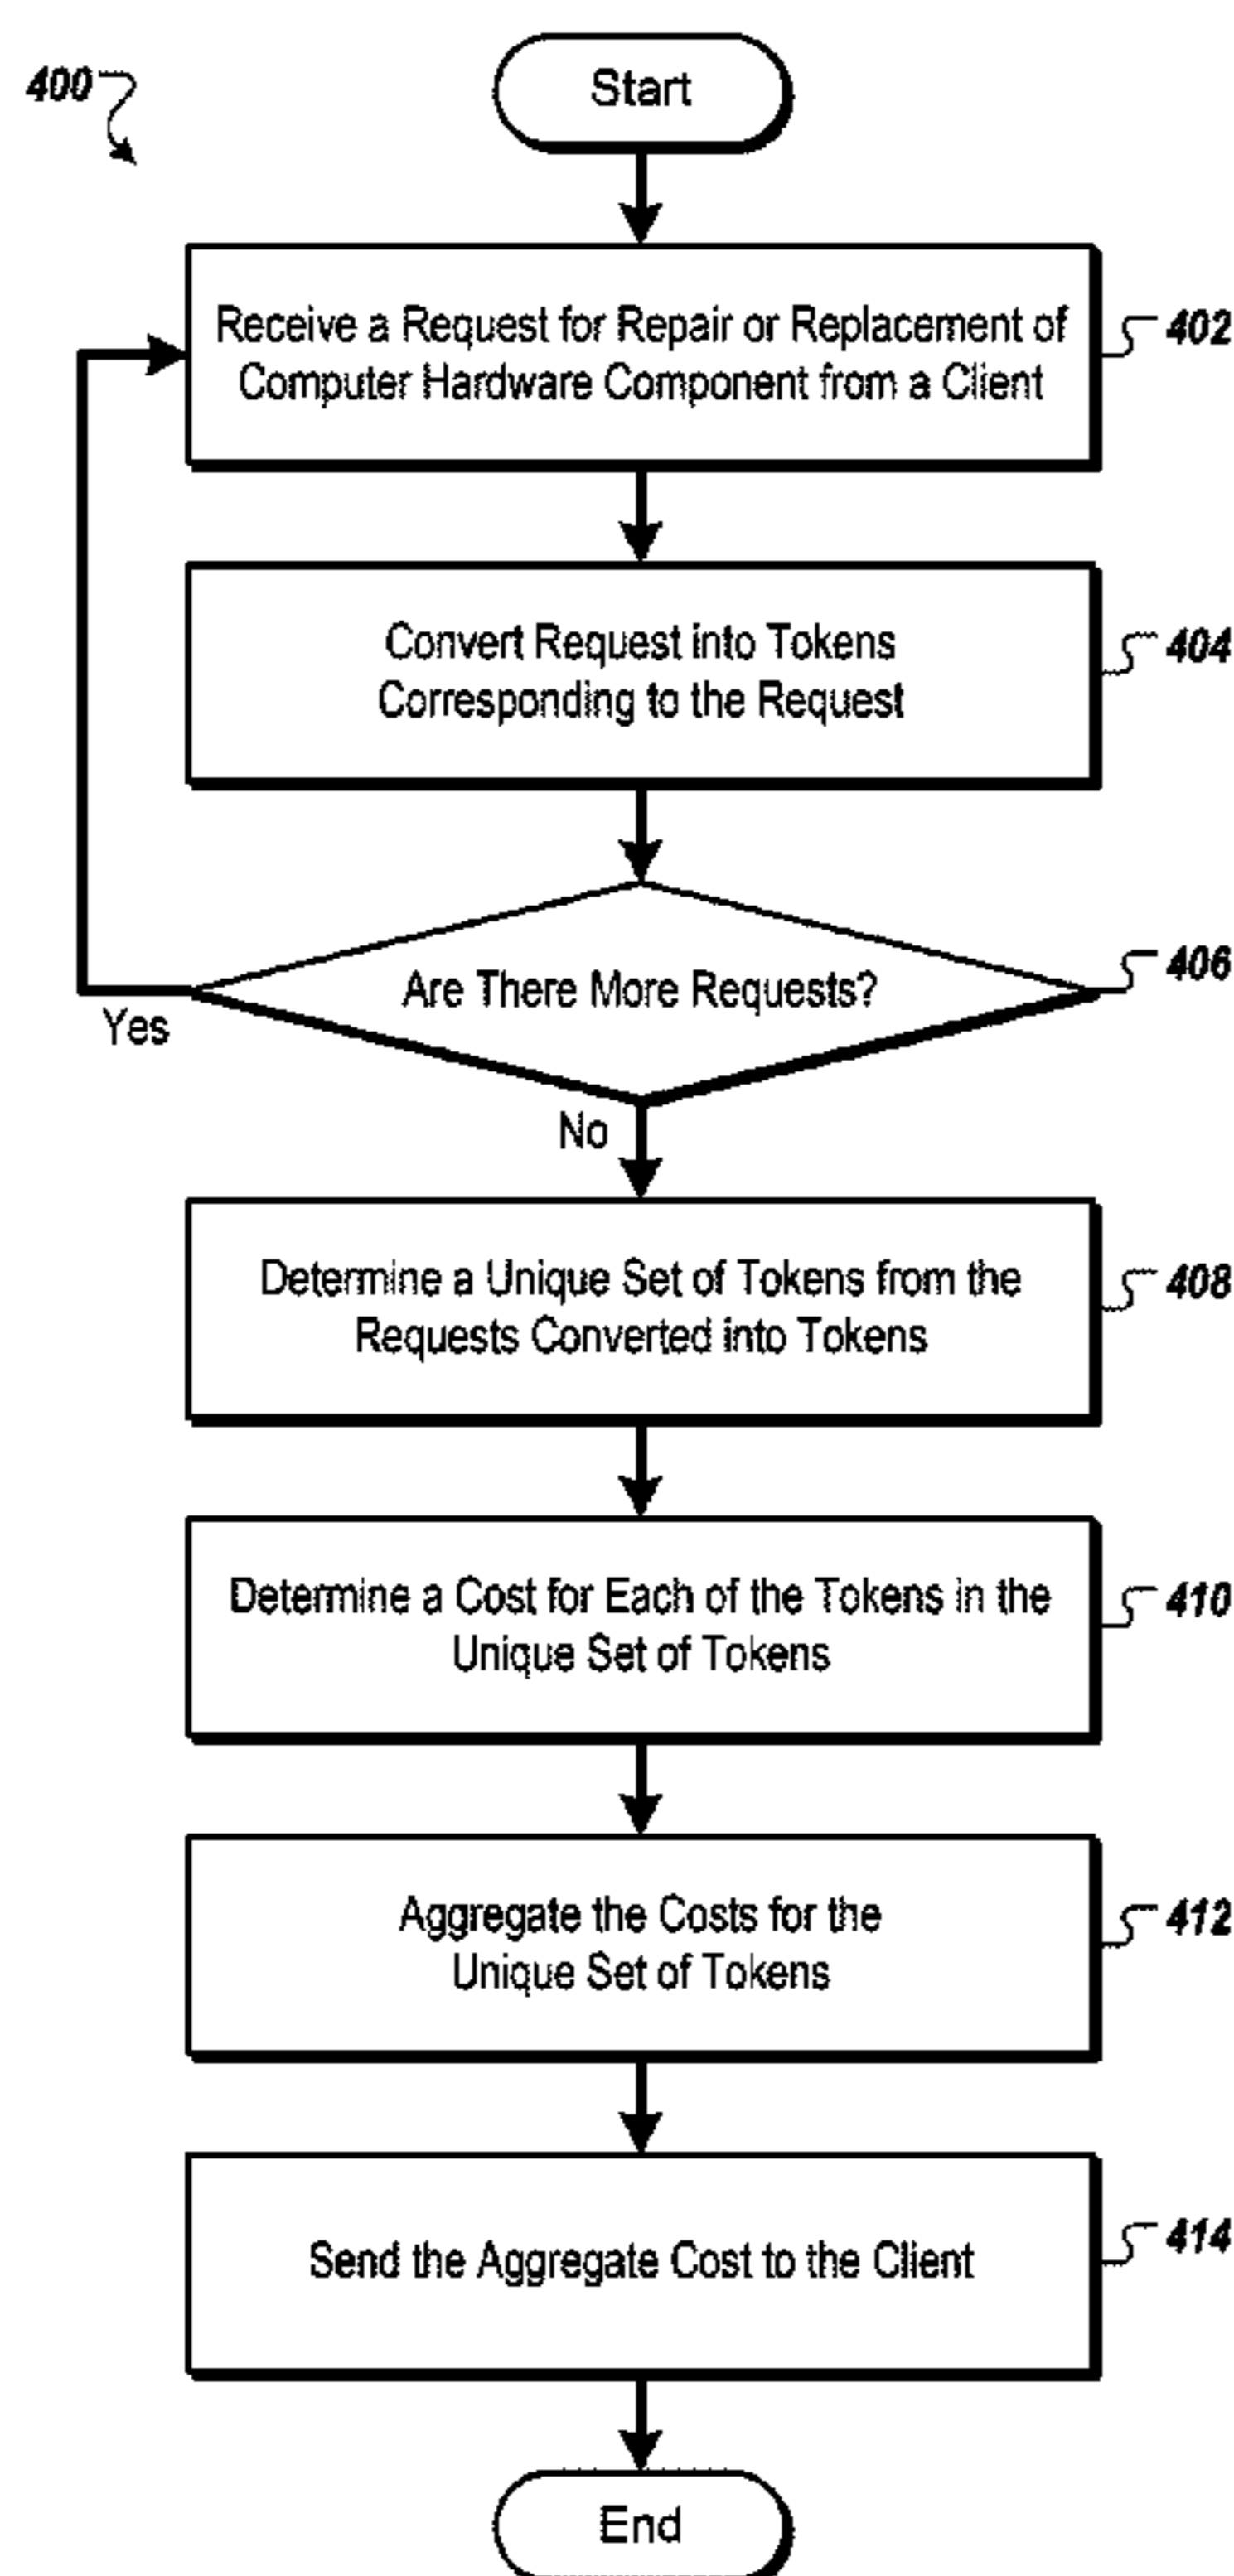 400
Start
Receive a Request for Repair or Replacement of
Computer Hardware Component from a Client
402
Convert Request into Tokens
Corresponding to the Request
404
Are There More Requests?
406
Yes
No
Determine a Unique Set of Tokens from the
Requests Converted into Tokens
408
Determine a Cost for Each of the Tokens in the
Unique Set of Tokens
410
Aggregate the Costs for the
Unique Set of Tokens
412
Send the Aggregate Cost to the Client
414
End